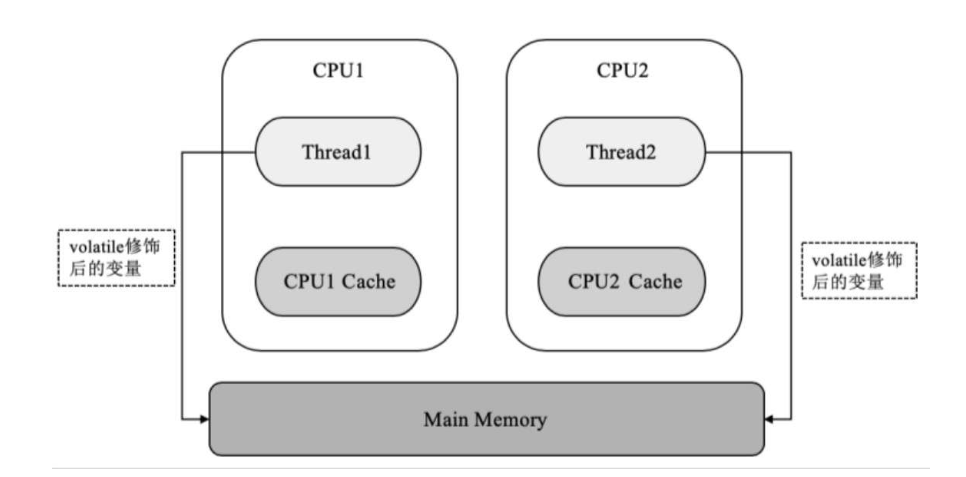 CPU1
CPU2
Thread1
Thread2
volatile修饰
后的变量
CPU1 Cache
CPU2 Cache
volatile修饰
后的变量
Main Memory